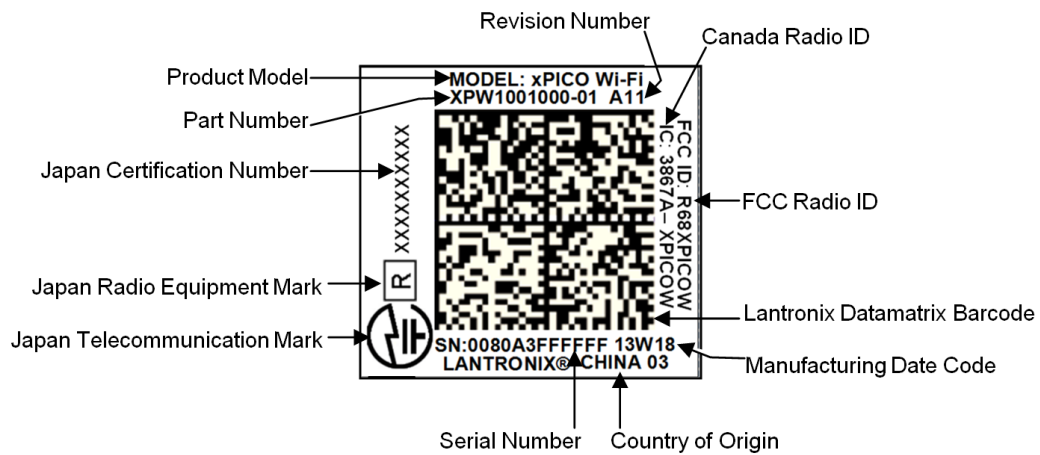 Revision Number
Canada Radio ID
Product Model
MODEL: xPICO Wi-Fi
XPW1001000-01 A11
Part Number
XXXXXXXXXX
Japan Certification Number
FCC ID: R68XPICOW
IC: 3867A– XPICOW
FCC Radio ID
R
Japan Radio Equipment Mark
Lantronix Datamatrix Barcode
Japan Telecommunication Mark
SN:0080A3FFFFFF 13W18
LANTRONIX® CHINA 03
Manufacturing Date Code
Serial Number
Country of Origin